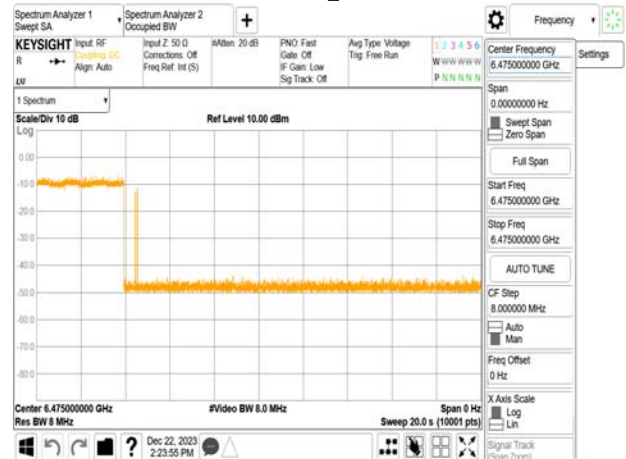 Spectrum Analyzer 1
Swept SA
Spectrum Analyzer 2
Occupied BW
+
Frequency
KEYSIGHT
R
LV
Input: RF
Coupling: DC
Align: Auto
Input Z: 50 Ω
Corrections: Off
Freq Ref: Int (S)
#Atten: 20 dB
PNO: Fast
Gate: Off
IF Gain: Low
Sig Track: Off
Avg Type: Voltage
Trig: Free Run
1 2 3 4 5 6
W W W W W W
P N N N N N
Center Frequency
6.475000000 GHz
Settings
Span
0.00000000 Hz
Swept Span
Zero Span
Full Span
Start Freq
6.475000000 GHz
Stop Freq
6.475000000 GHz
AUTO TUNE
CF Step
8.000000 MHz
Auto
Man
Freq Offset
0 Hz
X Axis Scale
Log
Lin
Signal Track
(Span Zoom)
1 Spectrum
Scale/Div 10 dB
Ref Level 10.00 dBm
Log
0.00
-10.0
-20.0
-30.0
-40.0
-50.0
-60.0
-70.0
-80.0
Center 6.475000000 GHz
#Video BW 8.0 MHz
Span 0 Hz
Res BW 8 MHz
Sweep 20.0 s (10001 pts)
?
Dec 22, 2023
2:23:55 PM